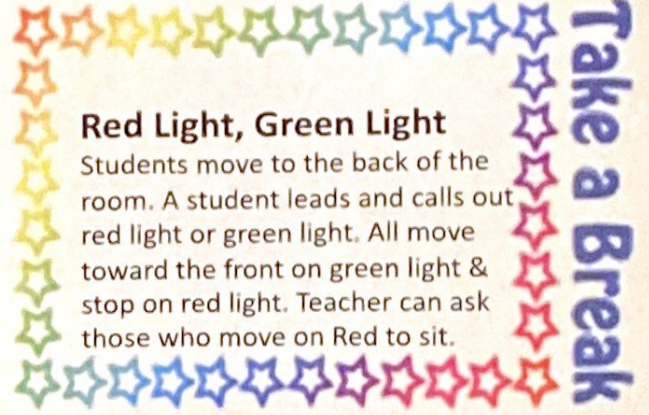 Red Light, Green Light
Students move to the back of the
room. A student leads and calls out
red light or green light. All move
toward the front on green light &
stop on red light. Teacher can ask
those who move on Red to sit.
Take a Break